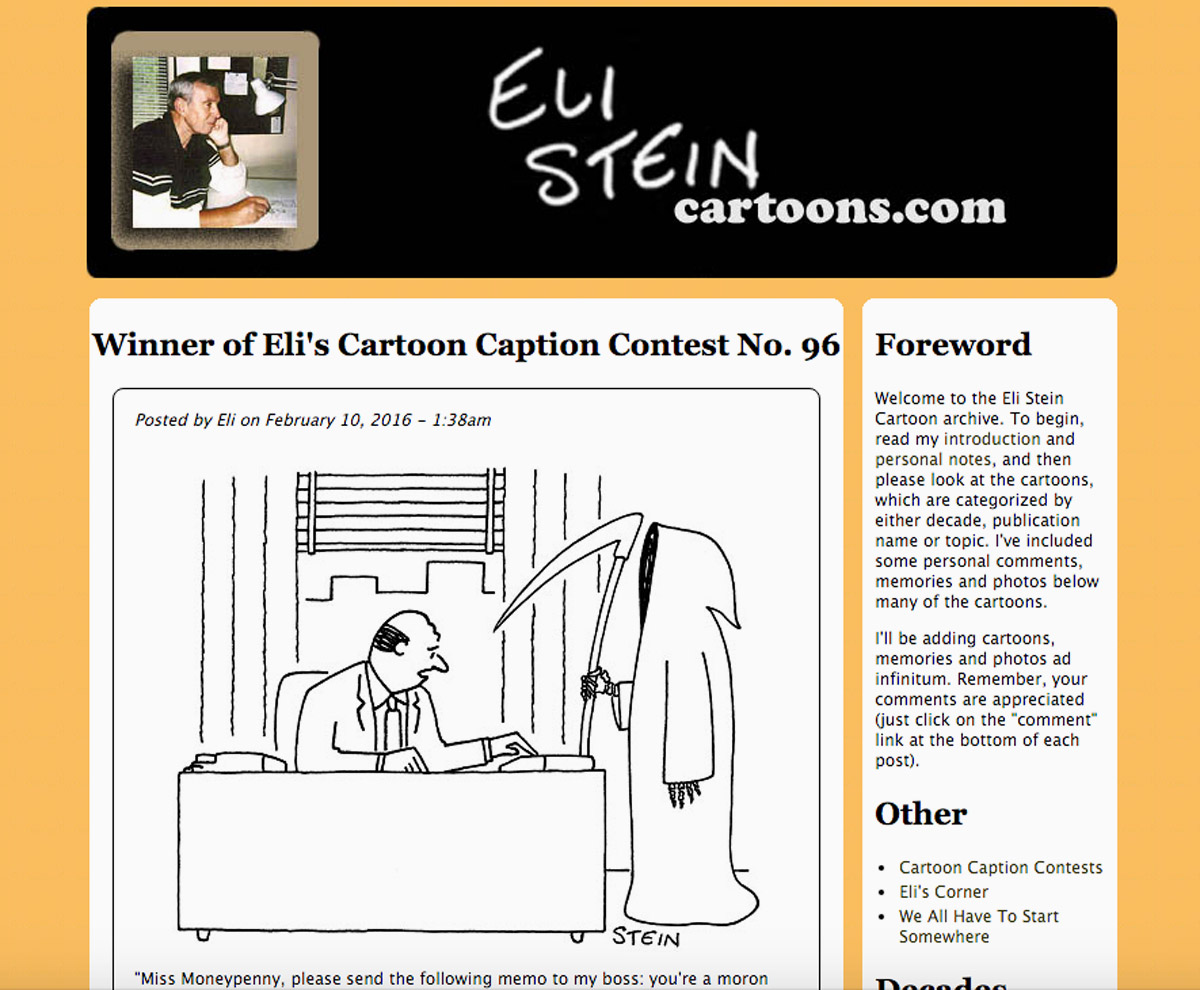 ELI
STEIN
cartoons.com
Winner of Eli's Cartoon Caption Contest No. 96
Posted by Eli on February 10, 2016 – 1:38am
STEIN
"Miss Moneypenny, please send the following memo to my boss: you're a moron
Foreword
Welcome to the Eli Stein
Cartoon archive. To begin,
read my introduction and
personal notes, and then
please look at the cartoons,
which are categorized by
either decade, publication
name or topic. I've included
some personal comments,
memories and photos below
many of the cartoons.
I'll be adding cartoons,
memories and photos ad
infinitum. Remember, your
comments are appreciated
(just click on the "comment"
link at the bottom of each
post).
Other
• Cartoon Caption Contests
• Eli's Corner
• We All Have To Start
Somewhere
Decades